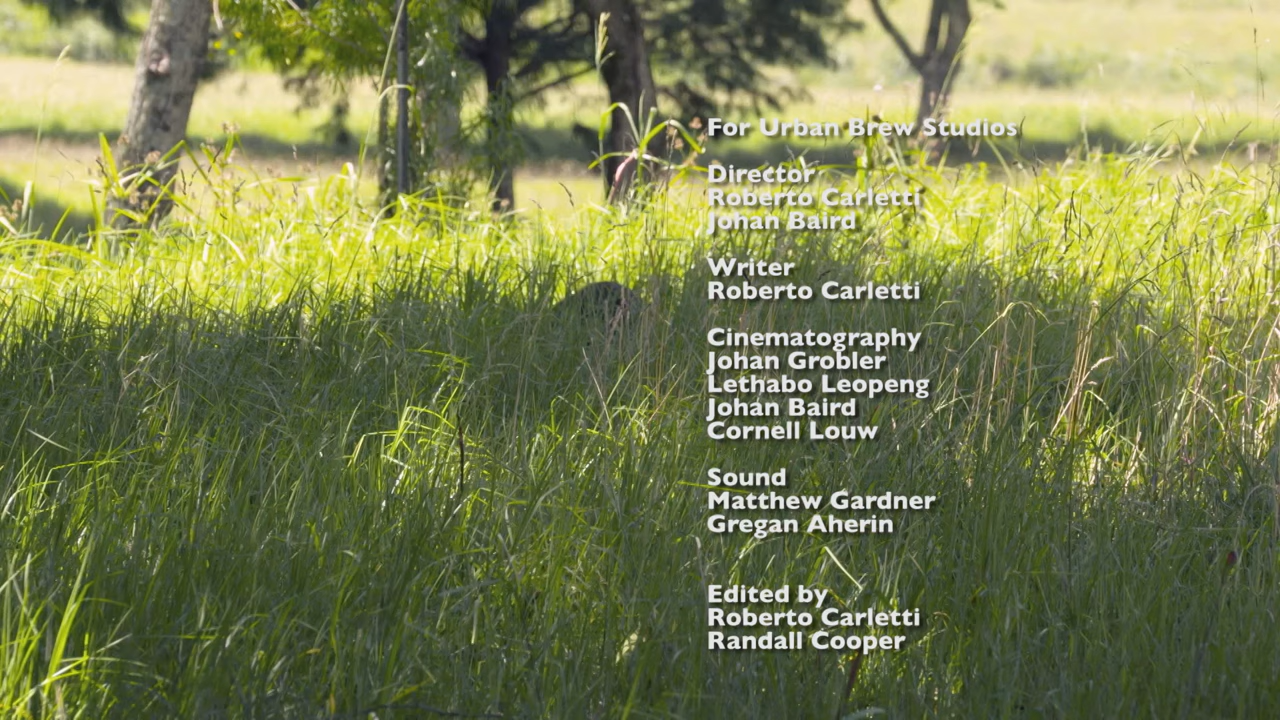 For Urban Brew Studios
Director
Roberto Carletti
Johan Baird
Writer
Roberto Carletti
Cinematography
Johan Grobler
Lethabo Leopeng
Johan Baird
Cornell Louw
Sound
Matthew Gardner
Gregan Aherin
Edited by
Roberto Carletti
Randall Cooper